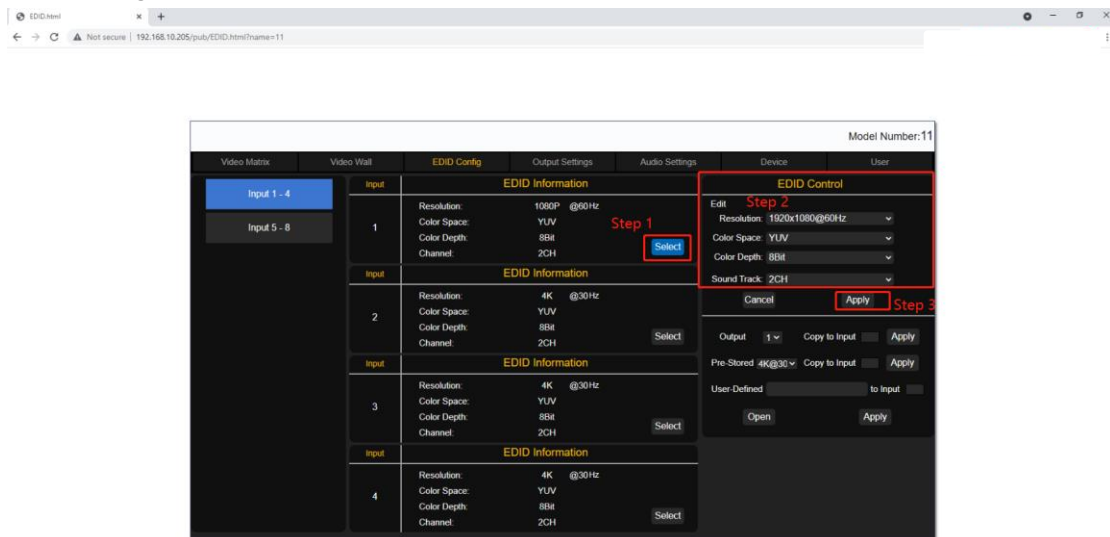 EDID.html
Not secure | 192.168.10.205/pub/EDID.html?name=11
Model Number:11
Video Matrix Video Wall EDID Config Output Settings Audio Settings Device User
Input 1 - 4
Input 5 - 8
Input EDID Information
1
Resolution: 1080P @60Hz
Color Space: YUV
Color Depth: 8Bit
Channel: 2CH
Step 1
Select
Input EDID Information
2
Resolution: 4K @30Hz
Color Space: YUV
Color Depth: 8Bit
Channel: 2CH
Select
Input EDID Information
3
Resolution: 4K @30Hz
Color Space: YUV
Color Depth: 8Bit
Channel: 2CH
Select
Input EDID Information
4
Resolution: 4K @30Hz
Color Space: YUV
Color Depth: 8Bit
Channel: 2CH
Select
EDID Control
Edit Step 2
Resolution: 1920x1080@60Hz
Color Space: YUV
Color Depth: 8Bit
Sound Track: 2CH
Cancel Apply Step 3
Output 1 Copy to Input Apply
Pre-Stored 4K@30 Copy to Input Apply
User-Defined to Input
Open Apply